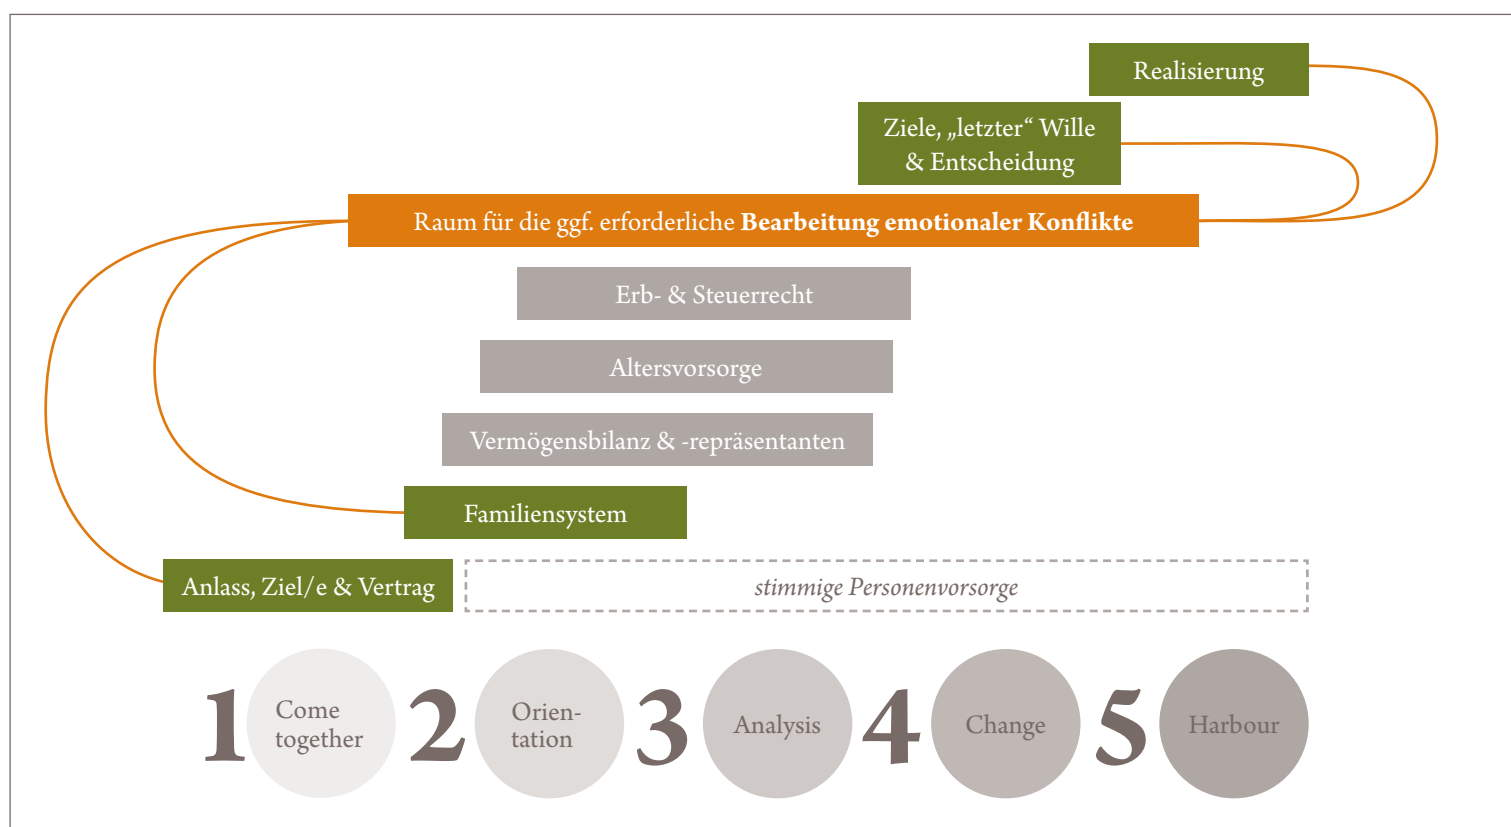 Realisierung
Ziele, „letzter“ Wille
& Entscheidung
Raum für die ggf. erforderliche Bearbeitung emotionaler Konflikte
Erb- & Steuerrecht
Altersvorsorge
Vermögensbilanz & -repräsentanten
Familiensystem
Anlass, Ziel/e & Vertrag
stimmige Personenvorsorge
1
Come
together
2
Orien-
tation
3
Analysis
4
Change
5
Harbour